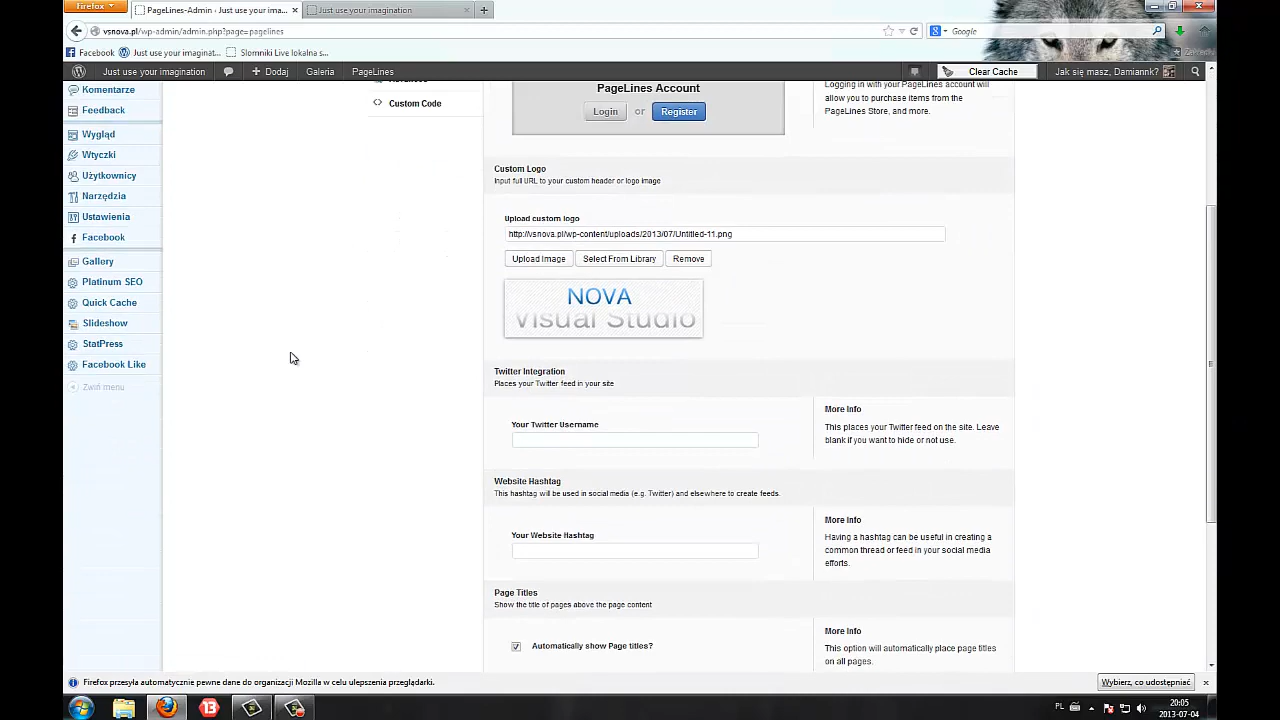 Firefox
PageLines-Admin ‹ Just use your ima...
Just use your imagination
vsnova.pl/wp-admin/admin.php?page=pagelines
Google
Facebook
Just use your imaginat...
Slomniki Live lokalna s...
Just use your imagination
Dodaj
Galeria
PageLines
Clear Cache
Jak się masz, Damiannk?
Komentarze
Feedback
Wygląd
Wtyczki
Użytkownicy
Narzędzia
Ustawienia
Facebook
Gallery
Platinum SEO
Quick Cache
Slideshow
StatPress
Facebook Like
Zwiń menu
Custom Code
PageLines Account
Login or Register
Logging in with your PageLines account will
allow you to purchase items from the
PageLines Store, and more.
Custom Logo
Input full URL to your custom header or logo image
Upload custom logo
http://vsnova.pl/wp-content/uploads/2013/07/Untitled-11.png
Upload Image
Select From Library
Remove
NOVA
Visual Studio
Twitter Integration
Places your Twitter feed in your site
Your Twitter Username
More Info
This places your Twitter feed on the site. Leave
blank if you want to hide or not use.
Website Hashtag
This hashtag will be used in social media (e.g. Twitter) and elsewhere to create feeds.
Your Website Hashtag
More Info
Having a hashtag can be useful in creating a
common thread or feed in your social media
efforts.
Page Titles
Show the title of pages above the page content
Automatically show Page titles?
More Info
This option will automatically place page titles
on all pages.
Firefox przesyła automatycznie pewne dane do organizacji Mozilla w celu ulepszenia przeglądarki.
Wybierz, co udostępniać
PL
20:05
2013-07-04